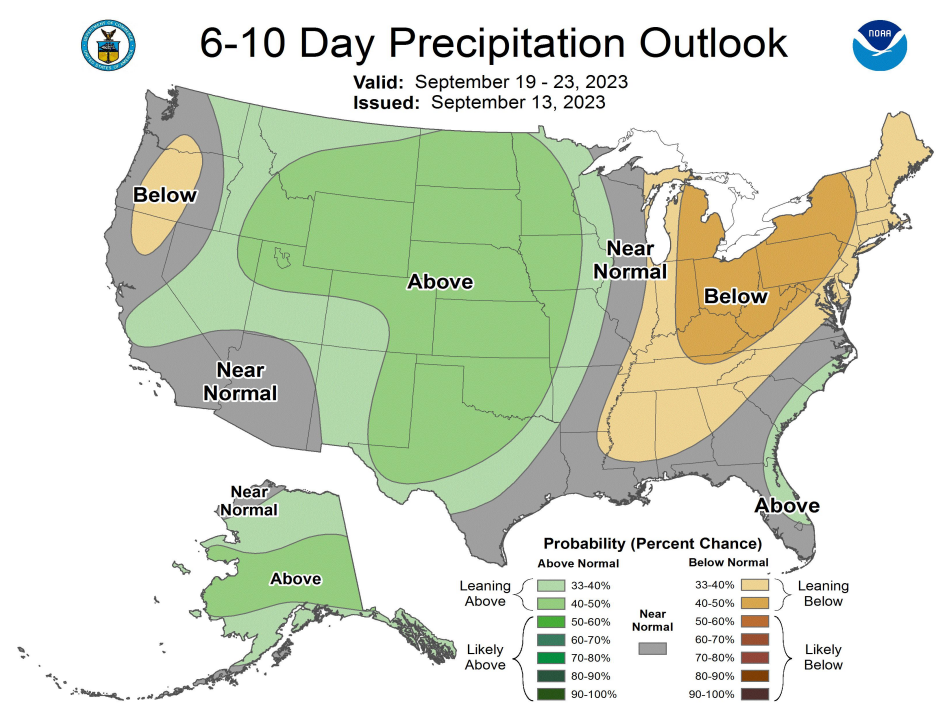 6-10 Day Precipitation Outlook
NOAA
Valid: September 19 - 23, 2023
Issued: September 13, 2023
Below
Near
Normal
Above
Below
Near
Normal
Above
Near
Normal
Above
Probability (Percent Chance)
Above Normal
Below Normal
Leaning
Above
33-40%
40-50%
Likely
Above
50-60%
60-70%
70-80%
80-90%
90-100%
Near
Normal
33-40%
40-50%
Leaning
Below
50-60%
60-70%
70-80%
80-90%
90-100%
Likely
Below